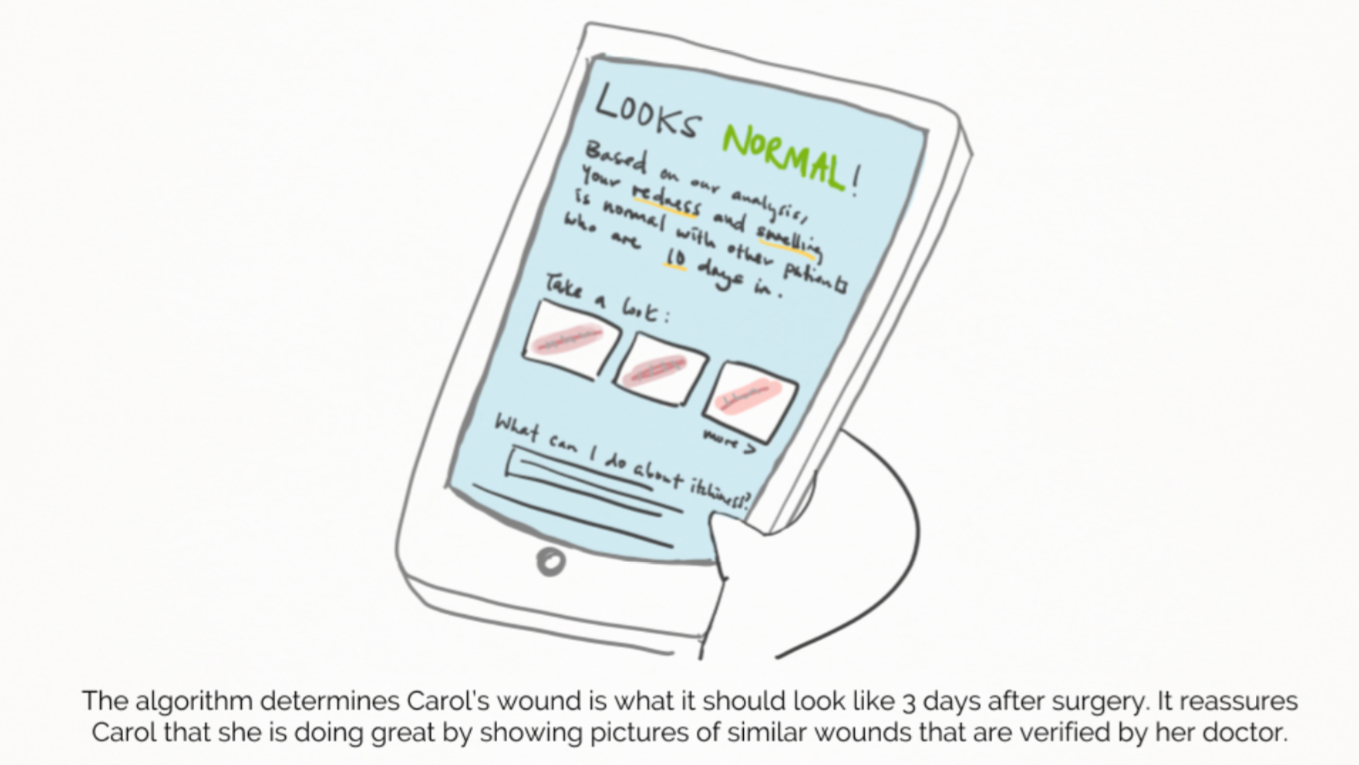 LOOKS NORMAL!
Based on our analysis,
your redness and swelling
is normal with other patients
who are 10 days in.
Take a look:
more >
What can I do about itchiness?
The algorithm determines Carol's wound is what it should look like 3 days after surgery. It reassures
Carol that she is doing great by showing pictures of similar wounds that are verified by her doctor.